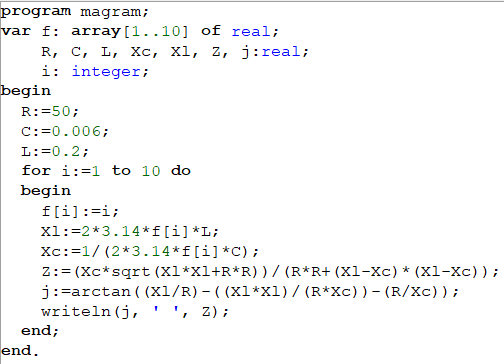 program magram;
var f: array[1..10] of real;
    R, C, L, Xc, Xl, Z, j:real;
    i: integer;
begin
  R:=50;
  C:=0.006;
  L:=0.2;
  for i:=1 to 10 do
  begin
    f[i]:=i;
    Xl:=2*3.14*f[i]*L;
    Xc:=1/(2*3.14*f[i]*C);
    Z:=(Xc*sqrt(Xl*Xl+R*R))/(R*R+(Xl-Xc)*(Xl-Xc));
    j:=arctan((Xl/R)-((Xl*Xl)/(R*Xc))-(R/Xc));
    writeln(j, ' ', Z);
  end;
end.